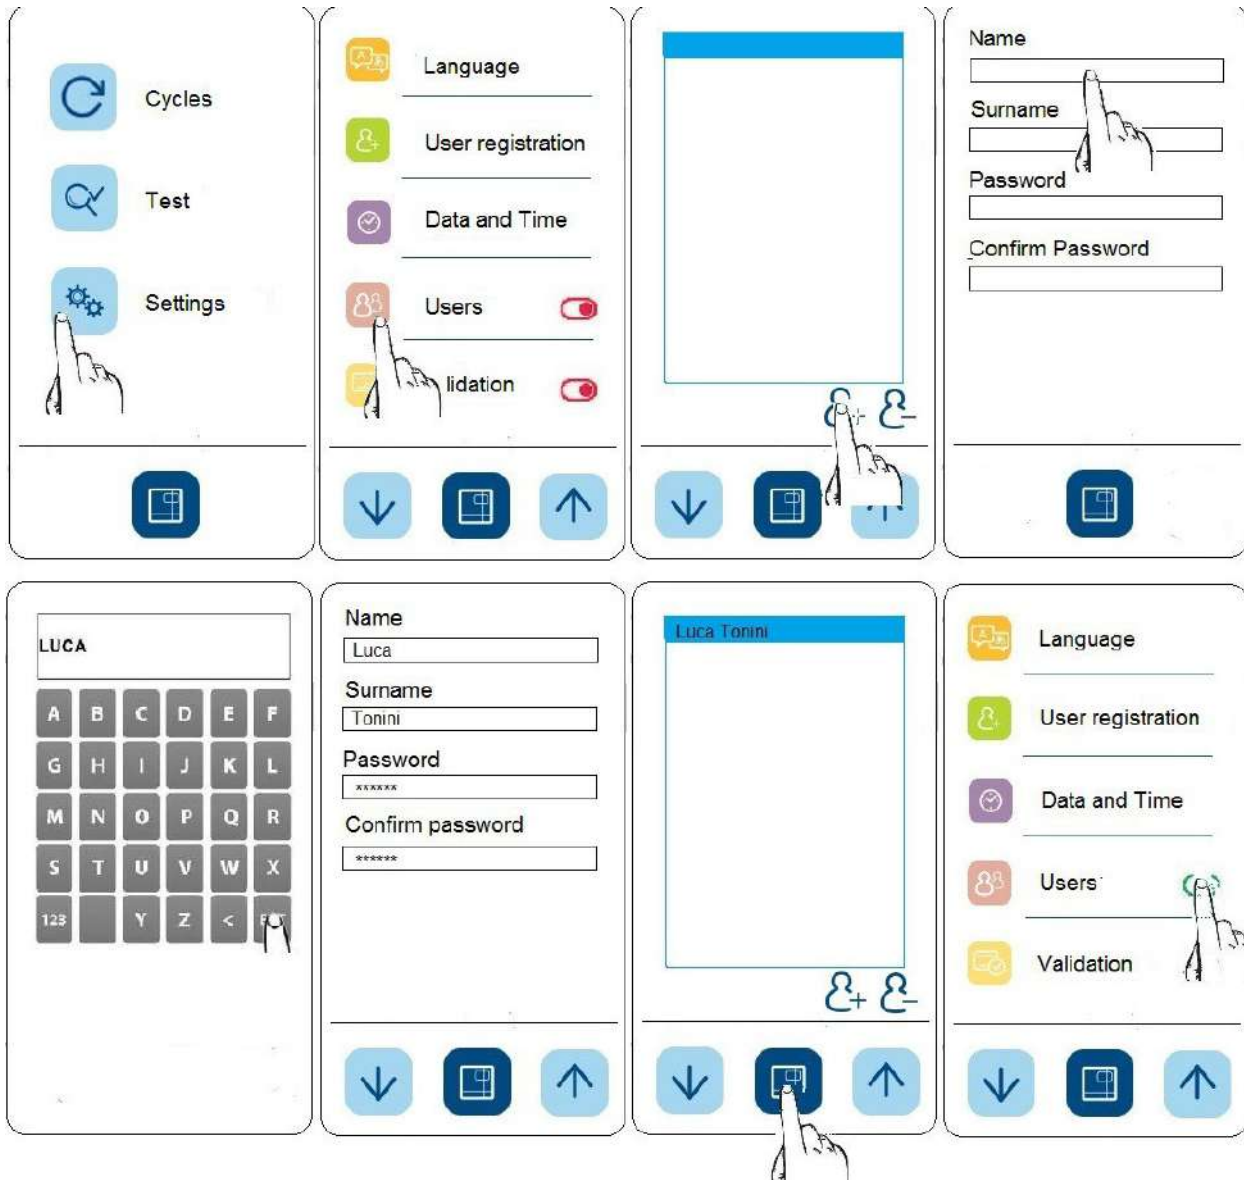 Cycles
Test
Settings
Language
User registration
Data and Time
Users
lidation
Name
Surname
Password
Confirm Password
LUCA
A B C D E F
G H I J K L
M N O P Q R
S T U V W X
123 Y Z <
Name
Luca
Surname
Tonini
Password
******
Confirm password
******
Luca Tonini
Language
User registration
Data and Time
Users
Validation